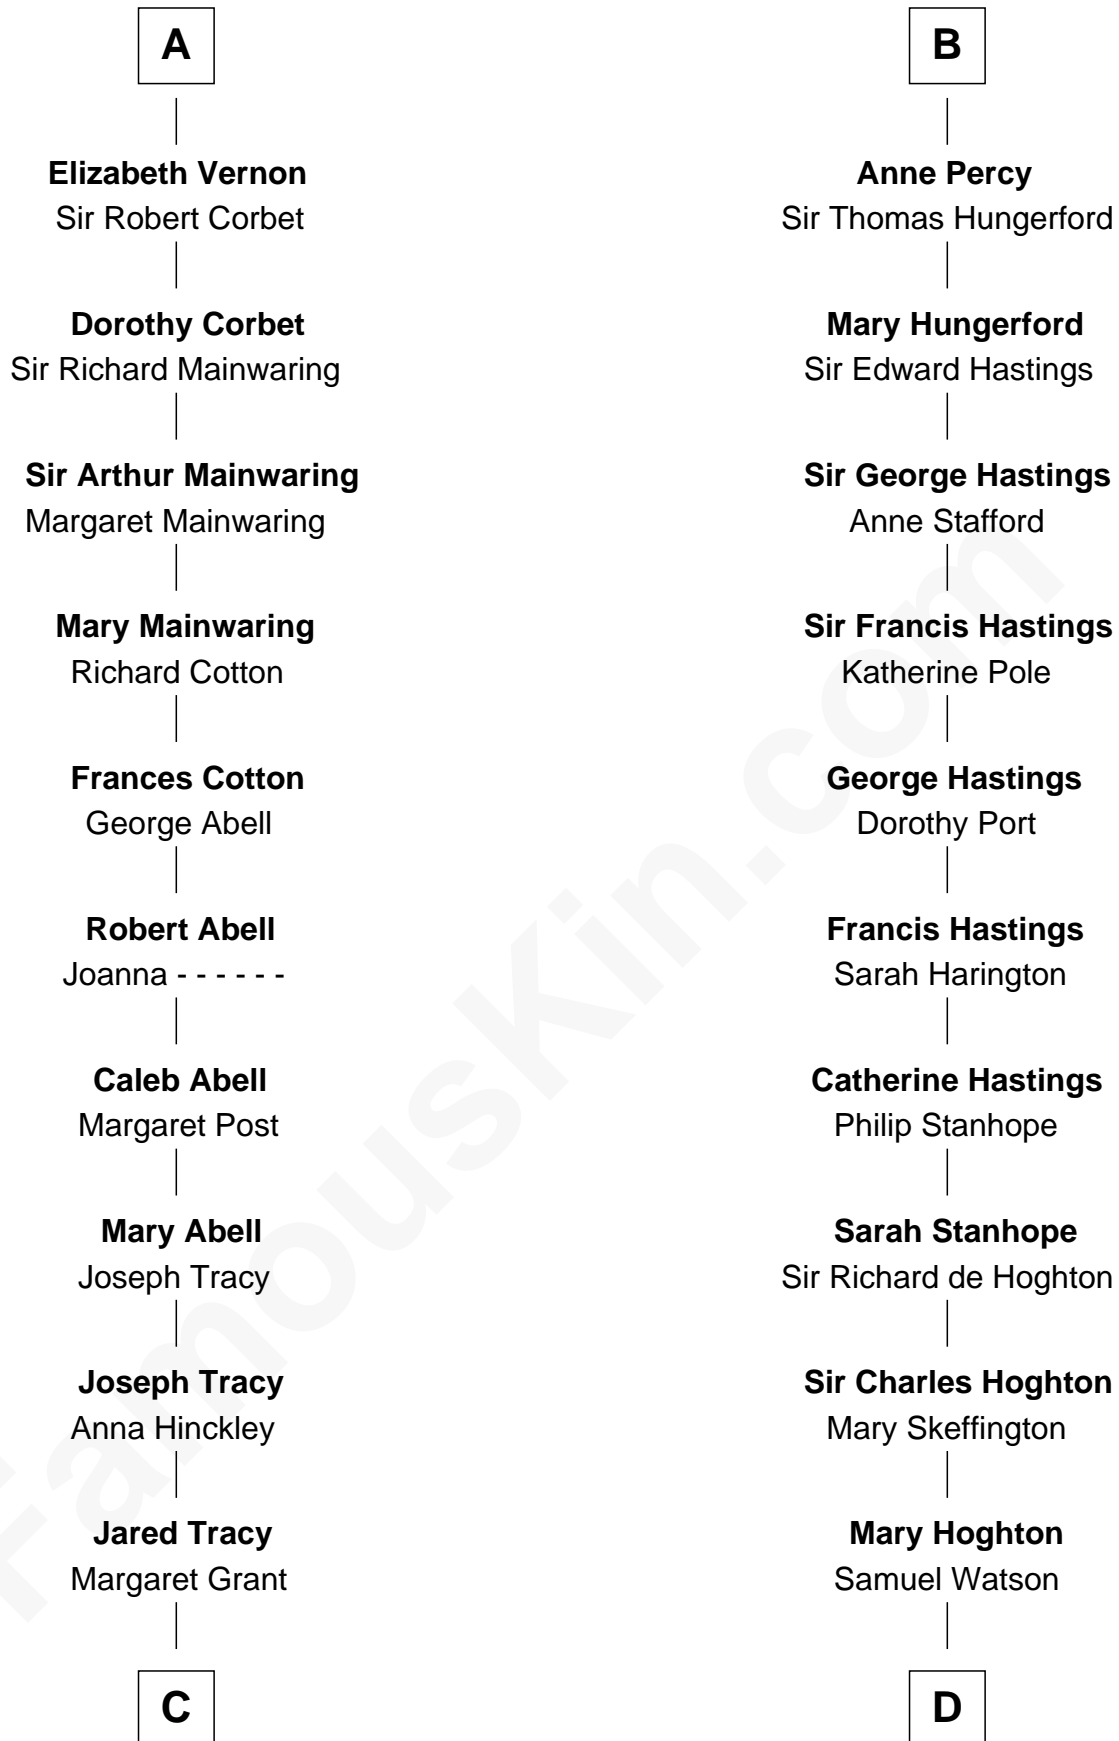 A
Elizabeth Vernon
Sir Robert Corbet
Dorothy Corbet
Sir Richard Mainwaring
Sir Arthur Mainwaring
Margaret Mainwaring
Mary Mainwaring
Richard Cotton
Frances Cotton
George Abell
Robert Abell
Joanna - - - - - -
Caleb Abell
Margaret Post
Mary Abell
Joseph Tracy
Joseph Tracy
Anna Hinckley
Jared Tracy
Margaret Grant
C
B
Anne Percy
Sir Thomas Hungerford
Mary Hungerford
Sir Edward Hastings
Sir George Hastings
Anne Stafford
Sir Francis Hastings
Katherine Pole
George Hastings
Dorothy Port
Francis Hastings
Sarah Harington
Catherine Hastings
Philip Stanhope
Sarah Stanhope
Sir Richard de Hoghton
Sir Charles Hoghton
Mary Skeffington
Mary Hoghton
Samuel Watson
D
FamousKin.com